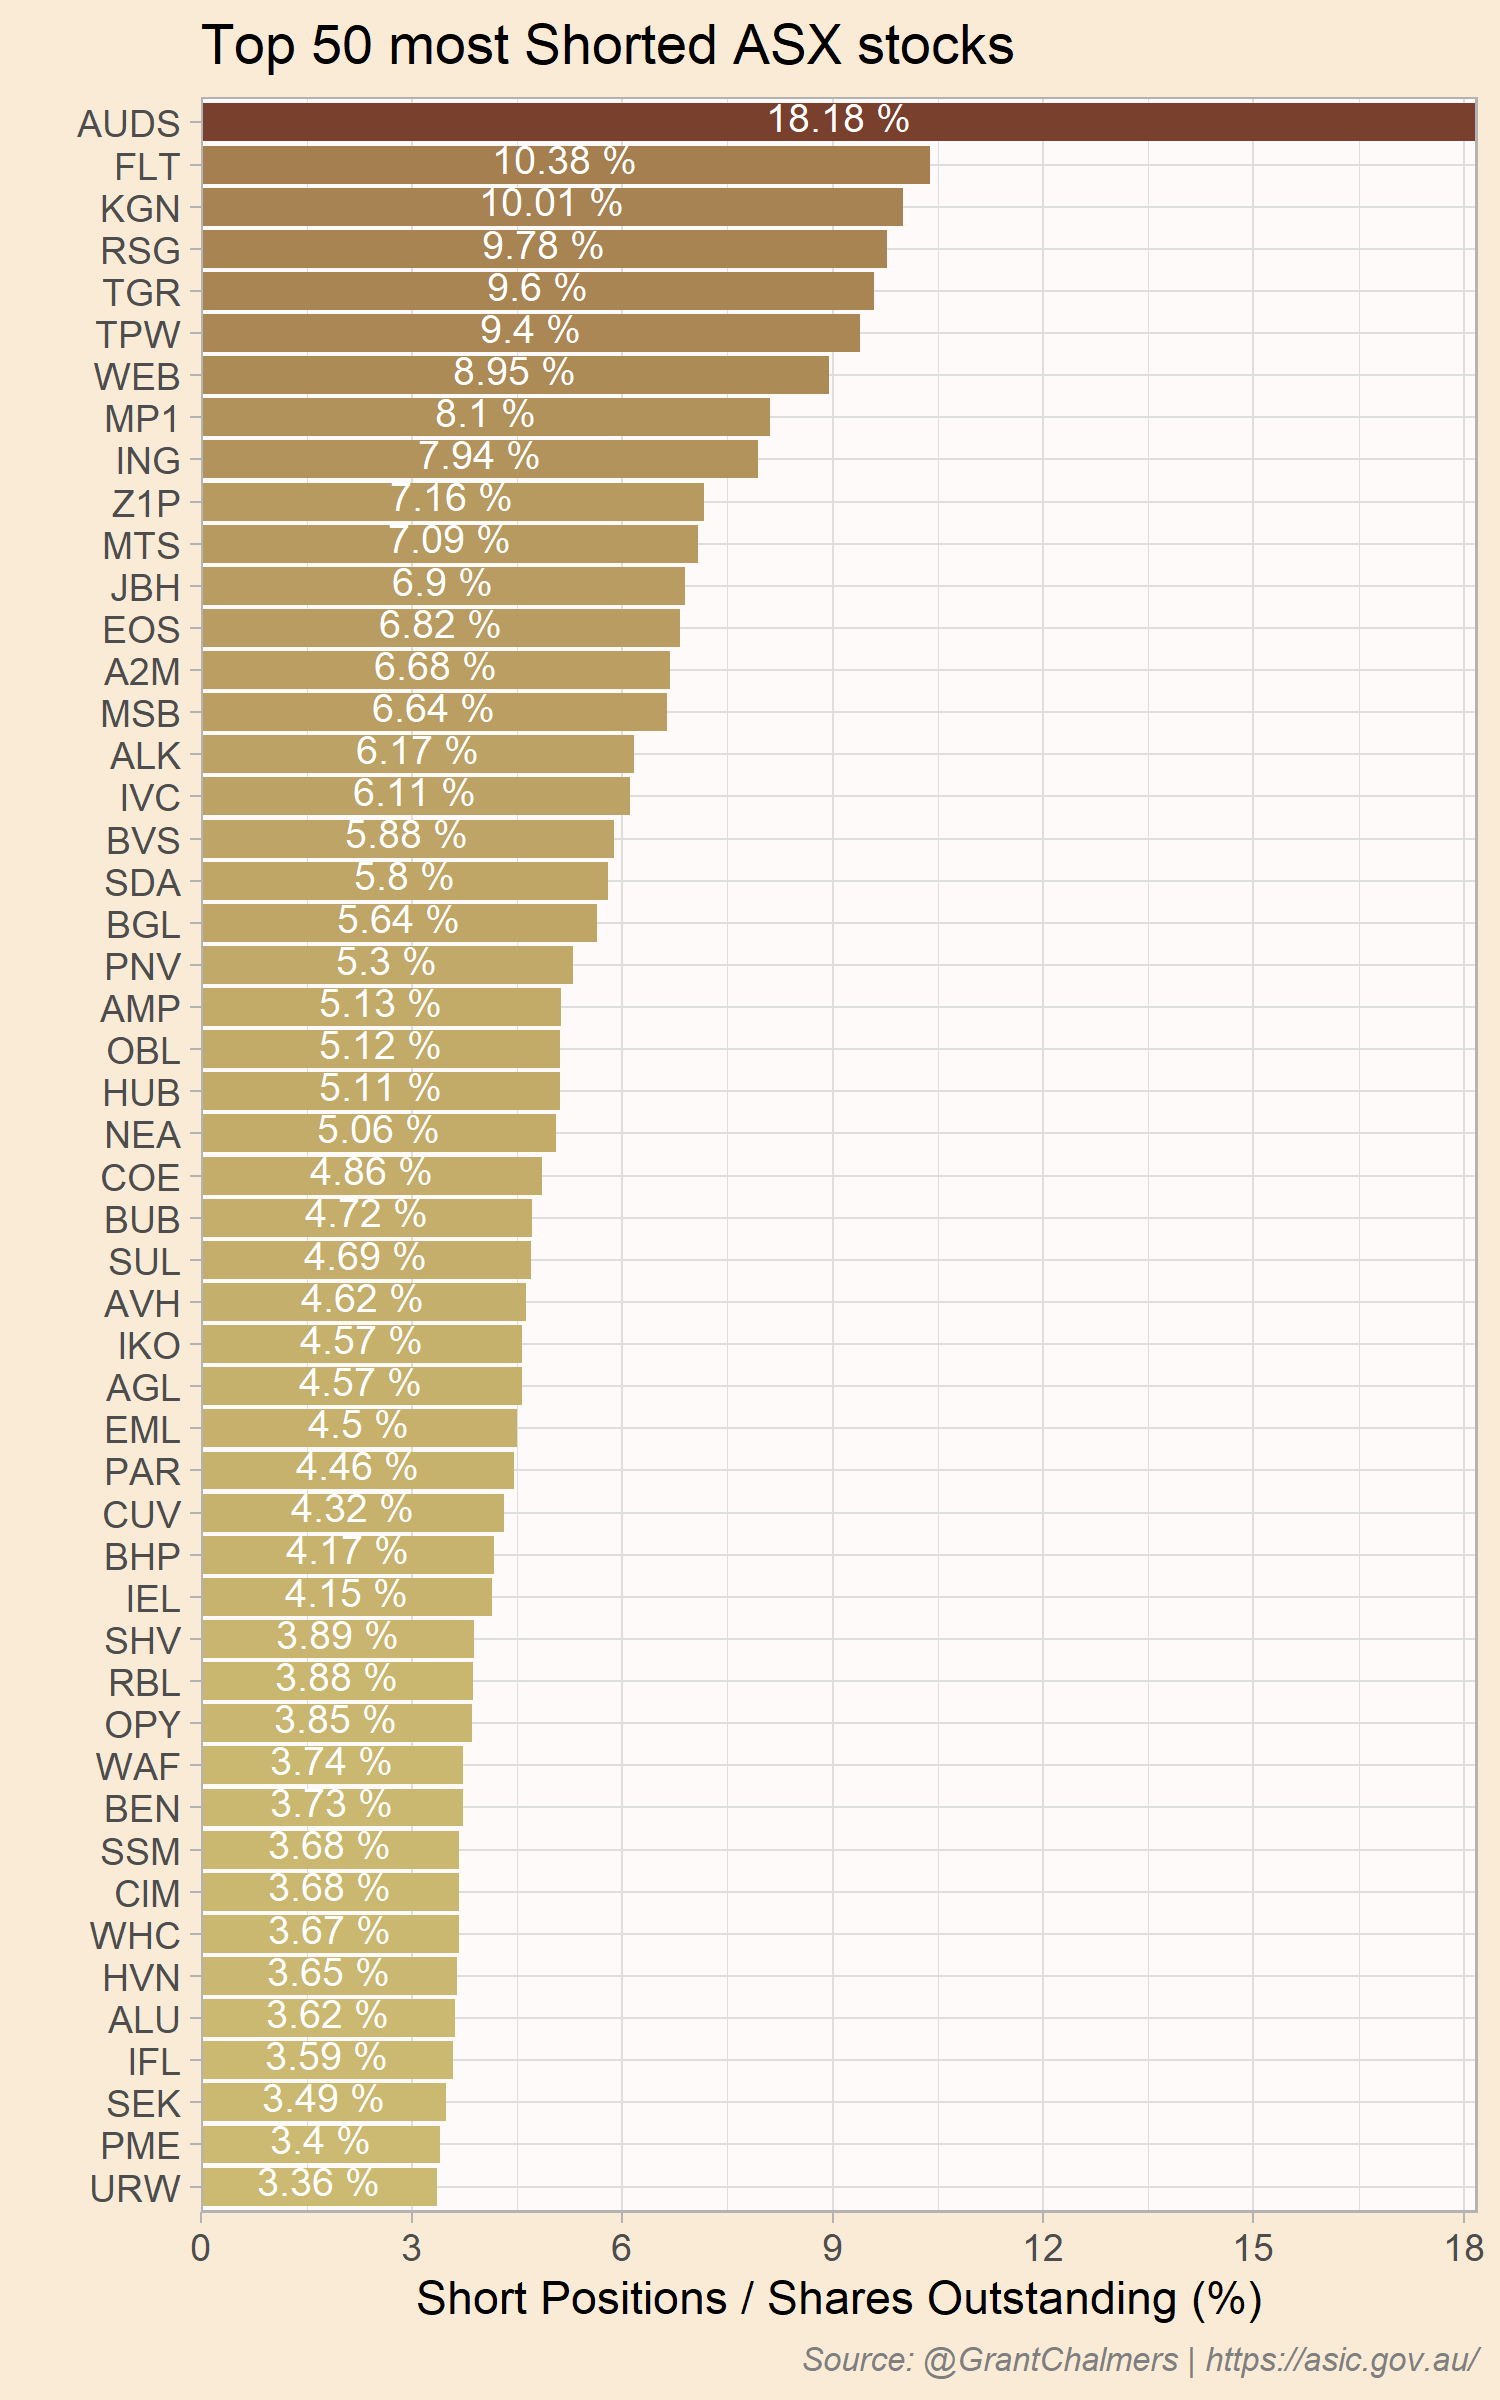 Top 50 most Shorted ASX stocks
AUDS 18.18 %
FLT 10.38 %
KGN 10.01 %
RSG 9.78 %
TGR 9.6 %
TPW 9.4 %
WEB 8.95 %
MP1 8.1 %
ING 7.94 %
Z1P 7.16 %
MTS 7.09 %
JBH 6.9 %
EOS 6.82 %
A2M 6.68 %
MSB 6.64 %
ALK 6.17 %
IVC 6.11 %
BVS 5.88 %
SDA 5.8 %
BGL 5.64 %
PNV 5.3 %
AMP 5.13 %
OBL 5.12 %
HUB 5.11 %
NEA 5.06 %
COE 4.86 %
BUB 4.72 %
SUL 4.69 %
AVH 4.62 %
IKO 4.57 %
AGL 4.57 %
EML 4.5 %
PAR 4.46 %
CUV 4.32 %
BHP 4.17 %
IEL 4.15 %
SHV 3.89 %
RBL 3.88 %
OPY 3.85 %
WAF 3.74 %
BEN 3.73 %
SSM 3.68 %
CIM 3.68 %
WHC 3.67 %
HVN 3.65 %
ALU 3.62 %
IFL 3.59 %
SEK 3.49 %
PME 3.4 %
URW 3.36 %
0 3 6 9 12 15 18
Short Positions / Shares Outstanding (%)
Source: @GrantChalmers | https://asic.gov.au/